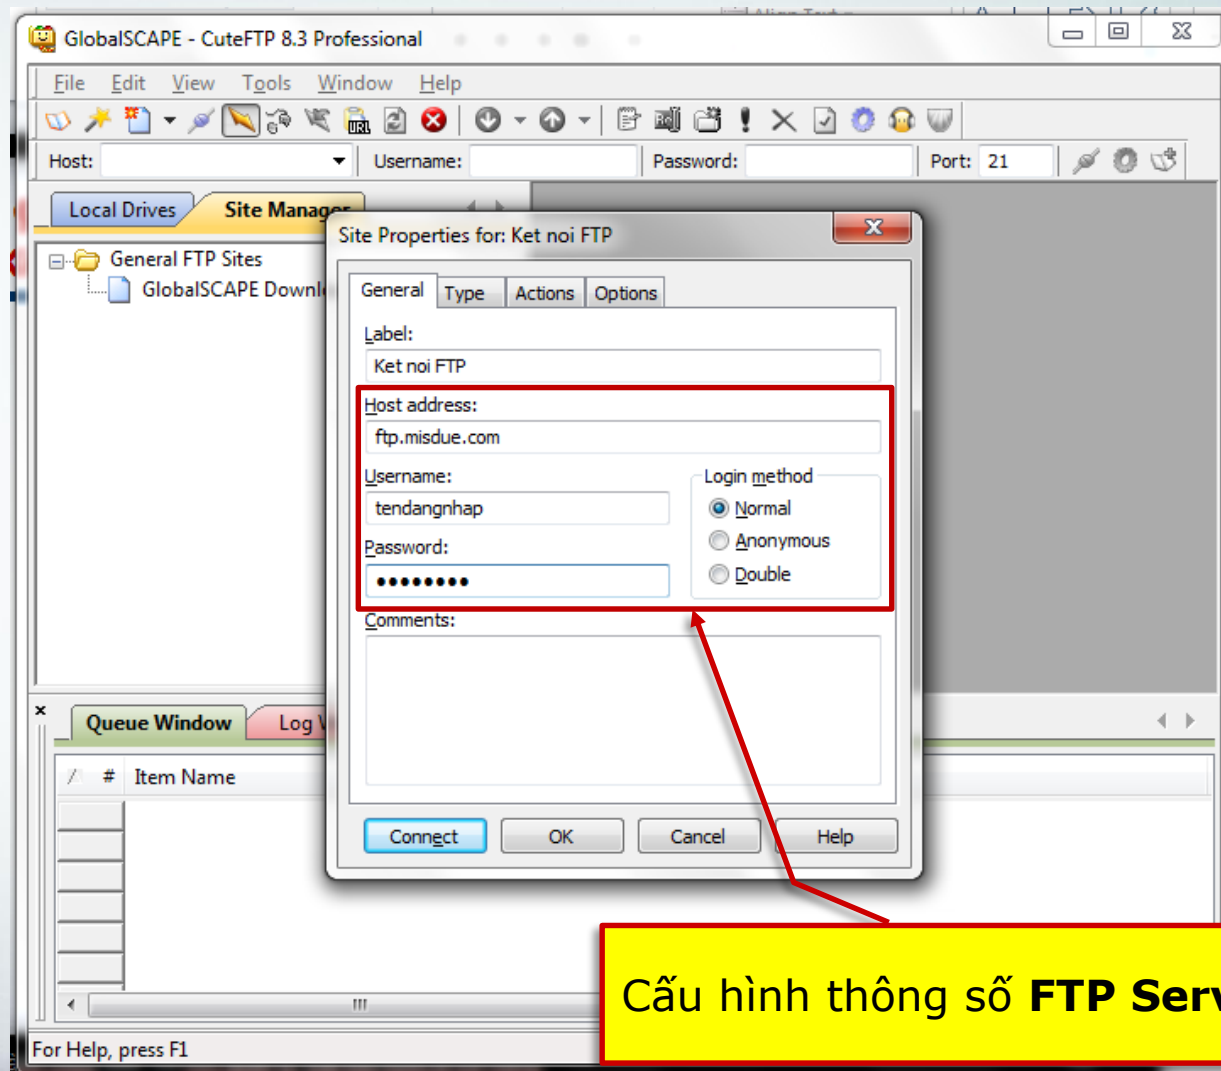 GlobalSCAPE - CuteFTP 8.3 Professional
File Edit View Tools Window Help
URL
Host: Username: Password: Port: 21
Local Drives Site Manager
Site Properties for: Ket noi FTP
General FTP Sites
GlobalSCAPE Downl
General Type Actions Options
Label:
Ket noi FTP
Host address:
ftp.misdue.com
Username: Login method
tendangnhap Normal
Password: Anonymous
•••••••• Double
Comments:
Queue Window Log
# Item Name
Connect OK Cancel Help
Cấu hình thông số FTP Serv
For Help, press F1